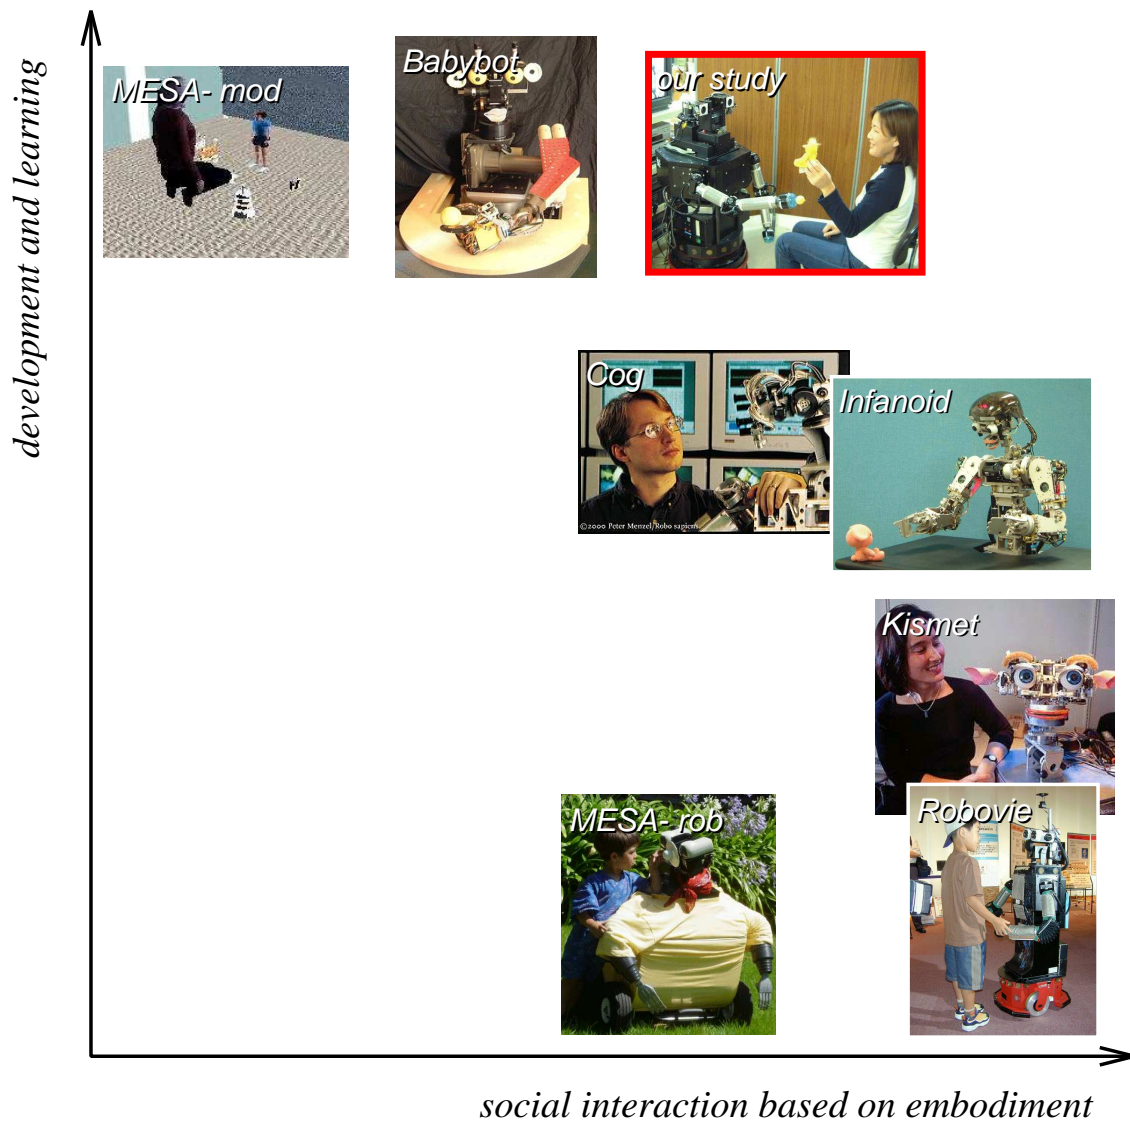 development and learning
MESA- mod
Babybot
our study
Cog
©2000 Peter Menzel/Robo sapiens
Infanoid
Kismet
MESA- rob
Robovie
social interaction based on embodiment